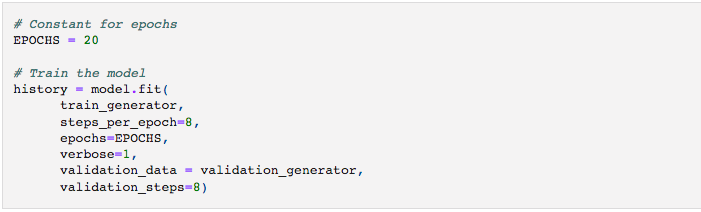 # Constant for epochs
EPOCHS = 20
# Train the model
history = model.fit(
train_generator,
steps_per_epoch=8,
epochs=EPOCHS,
verbose=1,
validation_data = validation_generator,
validation_steps=8)